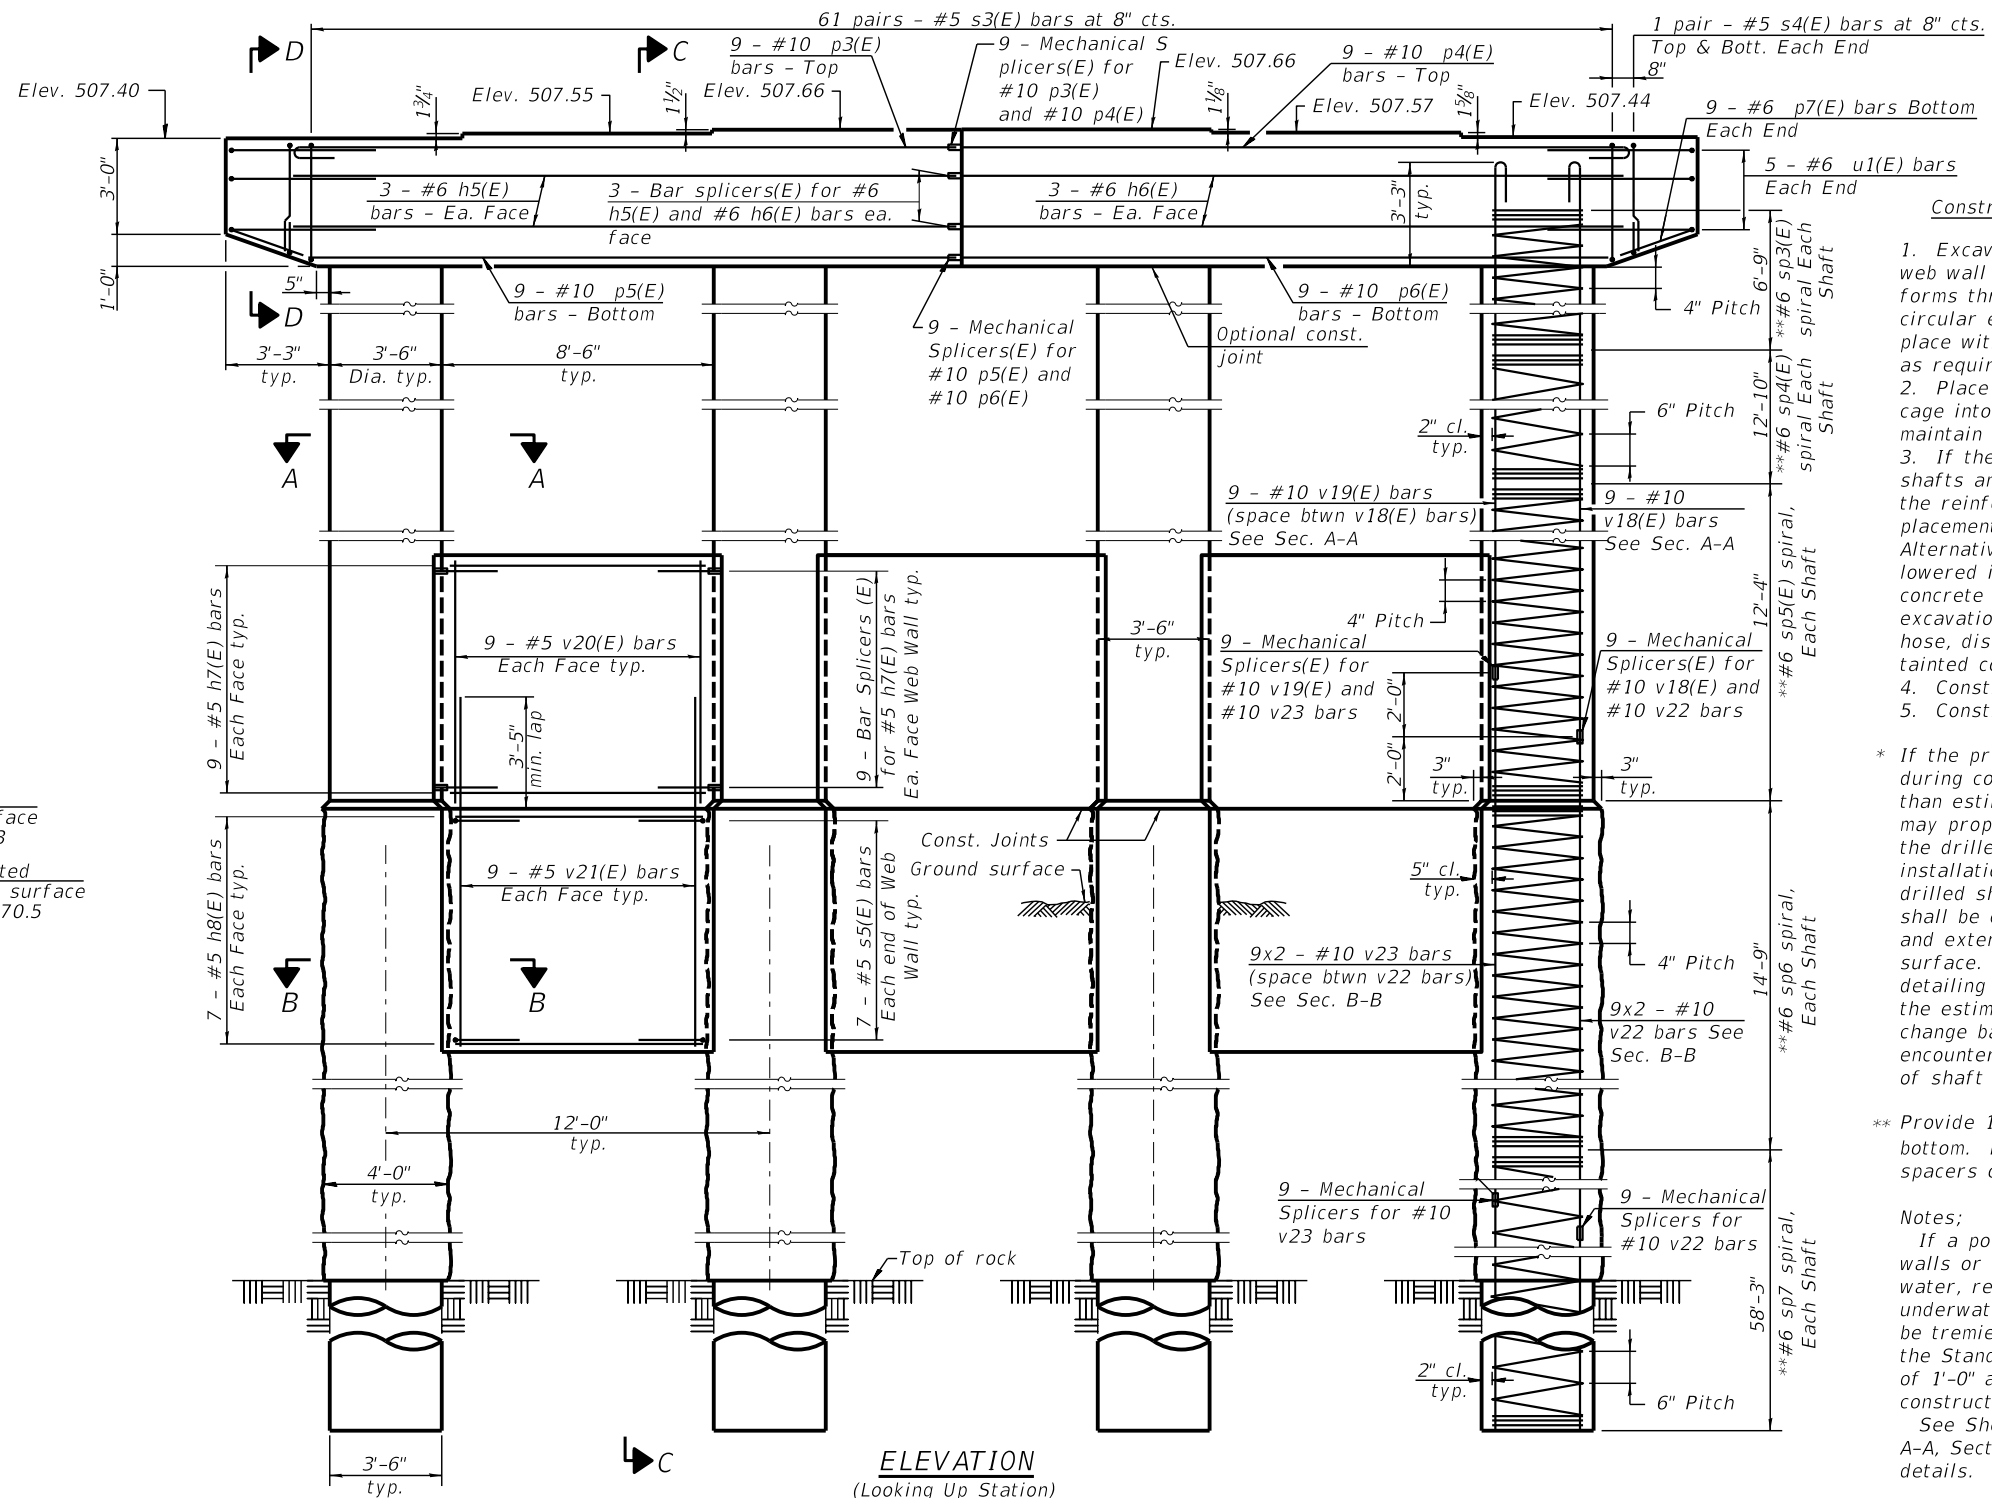 61 pairs – #5 s3(E) bars at 8" cts.
1 pair – #5 s4(E) bars at 8" cts.
Top & Bott. Each End
D
C
9 – #10 p3(E)
bars – Top
9 – Mechanical S
plicers(E) for
#10 p3(E)
and #10 p4(E)
Elev. 507.66
9 – #10 p4(E)
bars – Top
8"
Elev. 507.40
1¾"
Elev. 507.55
1½"
Elev. 507.66
1⅛"
Elev. 507.57
1⅝"
Elev. 507.44
9 – #6 p7(E) bars Bottom
Each End
5 – #6 u1(E) bars
Each End
3'-0"
1'-0"
3 – #6 h5(E)
bars – Ea. Face
3 – Bar splicers(E) for #6
h5(E) and #6 h6(E) bars ea.
face
3 – #6 h6(E)
bars – Ea. Face
3'-3"
typ.
5"
D
9 – #10 p5(E)
bars – Bottom
9 – Mechanical
Splicers(E) for
#10 p5(E) and
#10 p6(E)
9 – #10 p6(E)
bars – Bottom
Optional const.
joint
4" Pitch
6'-9"
**#6 sp3(E)
spiral Each
Shaft
3'-3"
typ.
3'-6"
Dia. typ.
8'-6"
typ.
12'-10"
**#6 sp4(E)
spiral Each
Shaft
6" Pitch
2" cl.
typ.
A
A
9 – #10 v19(E) bars
(space btwn v18(E) bars)
See Sec. A-A
9 – #10
v18(E) bars
See Sec. A-A
12'-4"
**#6 sp5(E) spiral,
Each Shaft
9 – #5 h7(E) bars
Each Face typ.
9 – #5 v20(E) bars
Each Face typ.
3'-5"
min. lap
9 – Bar Splicers (E)
for #5 h7(E) bars
Ea. Face Web Wall typ.
3'-6"
typ.
4" Pitch
9 – Mechanical
Splicers(E) for
#10 v19(E) and
#10 v23 bars
2'-0"
2'-0"
9 – Mechanical
Splicers(E) for
#10 v18(E) and
#10 v22 bars
3"
typ.
3"
typ.
7 – #5 h8(E) bars
Each Face typ.
9 – #5 v21(E) bars
Each Face typ.
7 – #5 s5(E) bars
Each end of Web
Wall typ.
Const. Joints
Ground surface
5" cl.
typ.
9x2 – #10 v23 bars
(space btwn v22 bars)
See Sec. B-B
4" Pitch
9x2 – #10
v22 bars See
Sec. B-B
14'-9"
**#6 sp6 spiral,
Each Shaft
B
B
12'-0"
typ.
4'-0"
typ.
9 – Mechanical
Splicers for #10
v23 bars
9 – Mechanical
Splicers for
#10 v22 bars
Top of rock
58'-3"
**#6 sp7 spiral,
Each Shaft
2" cl.
typ.
6" Pitch
3'-6"
typ.
C
ELEVATION
(Looking Up Station)
surface
70.5
Constr
1. Excav
web wall
forms thr
circular e
place wit
as requir
2. Place
cage into
maintain
3. If the
shafts an
the reinf
placement
Alternativ
lowered i
concrete
excavatio
hose, dis
tainted co
4. Const
5. Const
* If the pr
during co
than esti
may prop
the drille
installatio
drilled sh
shall be
and exter
surface.
detailing
the estim
change ba
encounter
of shaft
** Provide 1
bottom.
spacers
Notes;
If a po
walls or
water, re
underwat
be tremie
the Stand
of 1'-0" a
construct
See She
A-A, Sect
details.